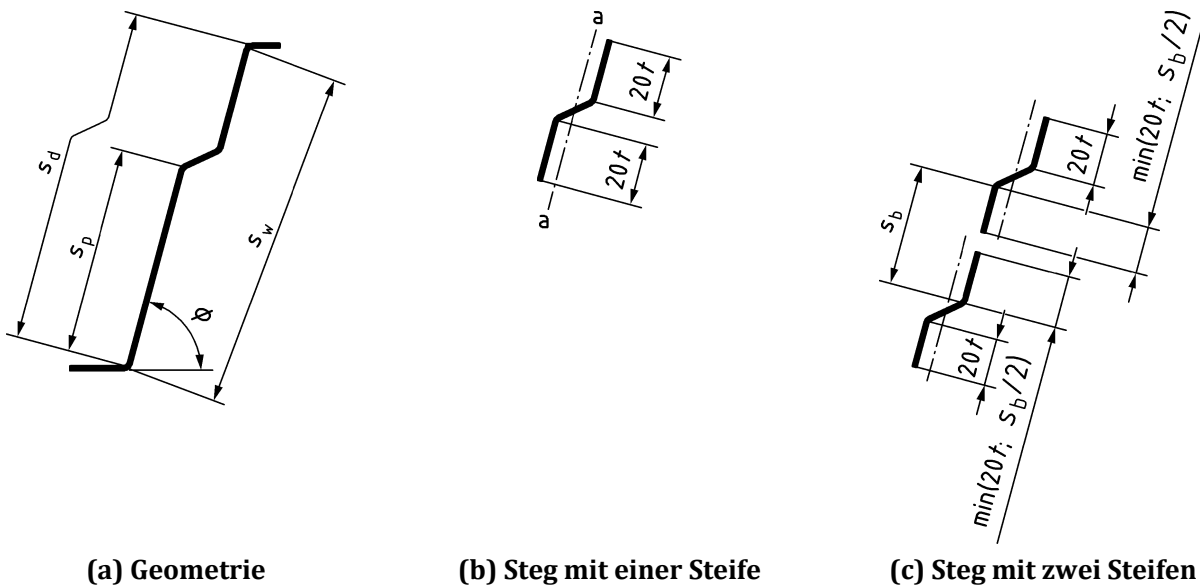 s_d
s_p
s_w
Ø
a
20t
20t
a
s_b
20t
min(20t; s_b/2)
20t
min(20t; s_b/2)
(a) Geometrie
(b) Steg mit einer Steife
(c) Steg mit zwei Steifen